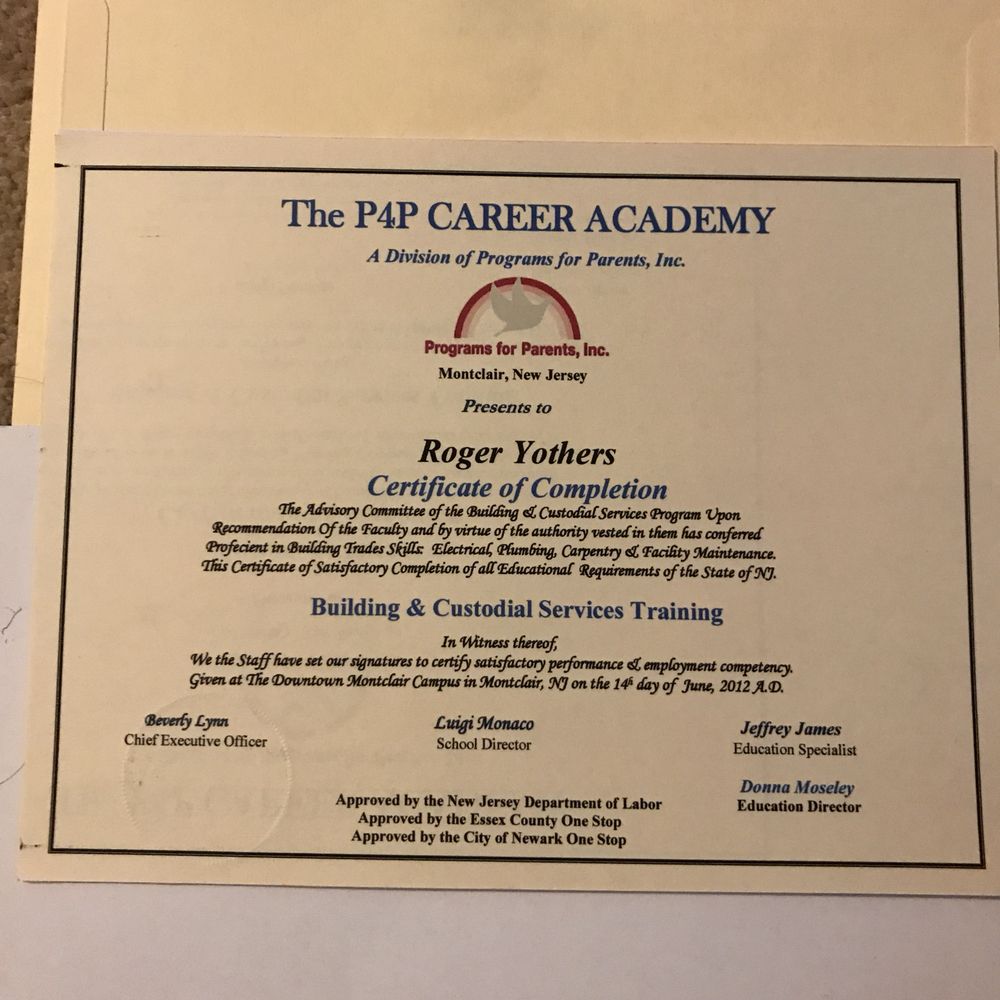 The P4P CAREER ACADEMY
A Division of Programs for Parents, Inc.
Programs for Parents, Inc.
Montclair, New Jersey
Presents to
Roger Yothers
Certificate of Completion
The Advisory Committee of the Building & Custodial Services Program Upon
Recommendation Of the Faculty and by virtue of the authority vested in them has conferred
Profecient in Building Trades Skills: Electrical, Plumbing, Carpentry & Facility Maintenance.
This Certificate of Satisfactory Completion of all Educational Requirements of the State of NJ.
Building & Custodial Services Training
In Witness thereof,
We the Staff have set our signatures to certify satisfactory performance & employment competency.
Given at The Downtown Montclair Campus in Montclair, NJ on the 14th day of June, 2012 A.D.
Beverly Lynn
Chief Executive Officer
Luigi Monaco
School Director
Jeffrey James
Education Specialist
Donna Moseley
Education Director
Approved by the New Jersey Department of Labor
Approved by the Essex County One Stop
Approved by the City of Newark One Stop